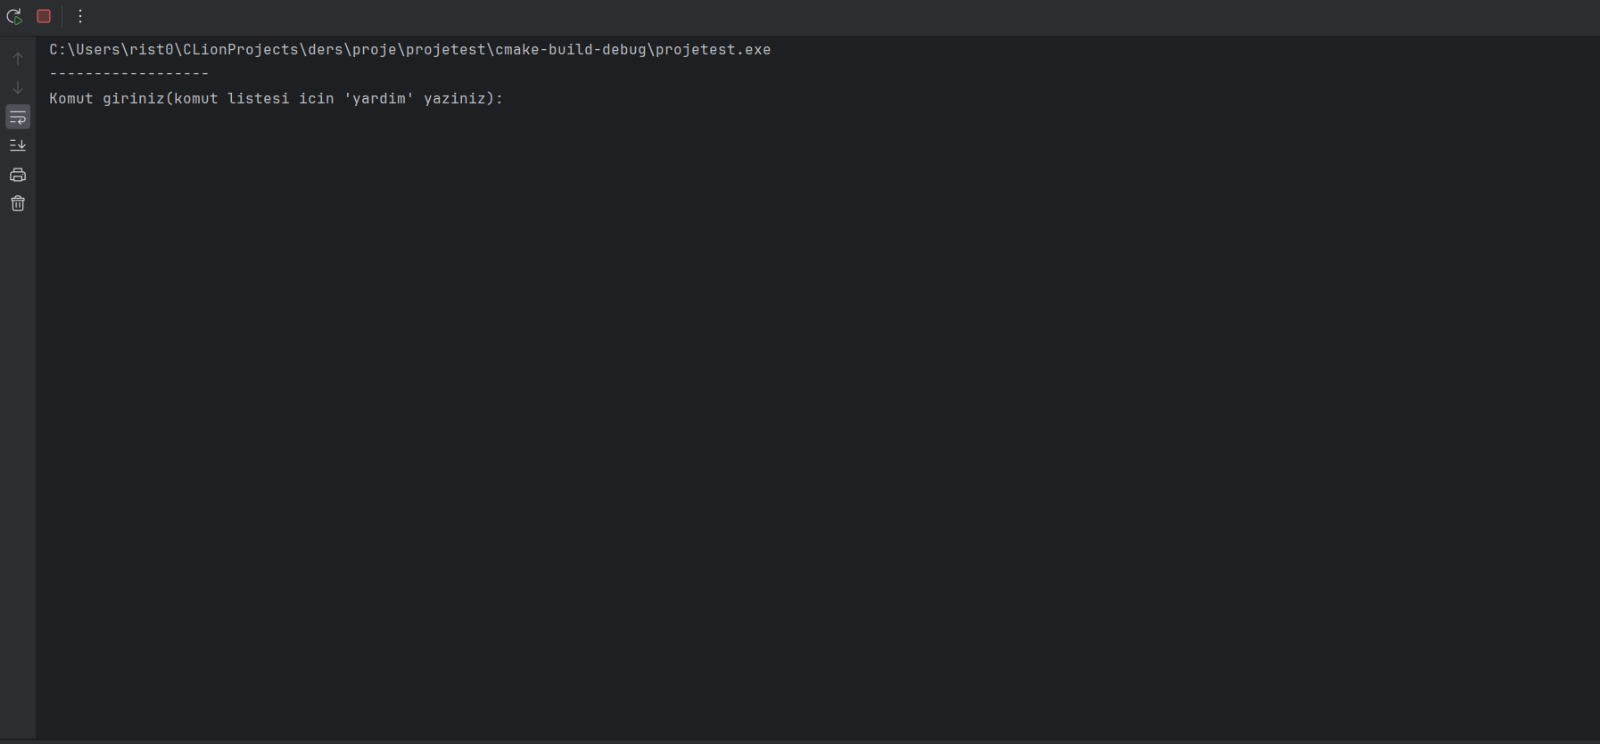 C:\Users\rist0\CLionProjects\ders\proje\projetest\cmake-build-debug\projetest.exe
------------------
Komut giriniz(komut listesi icin 'yardim' yaziniz):